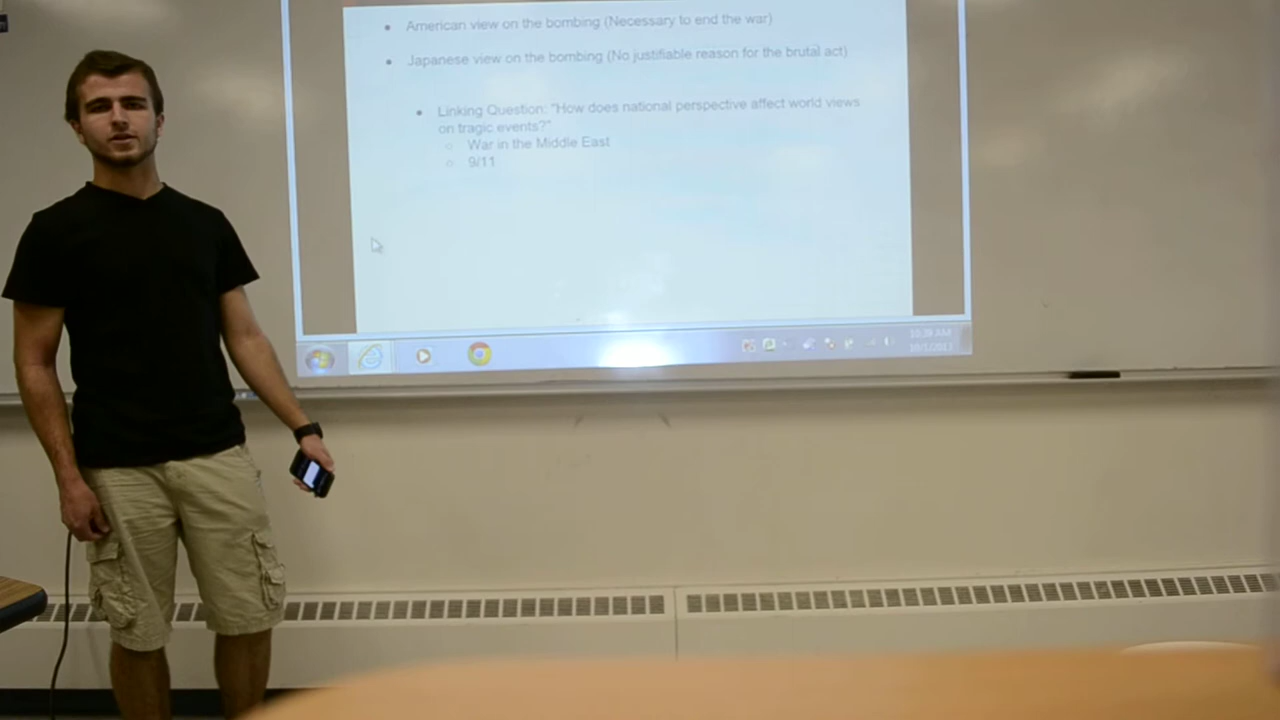 American view on the bombing (Necessary to end the war)
Japanese view on the bombing (No justifiable reason for the brutal act)
Linking Question: "How does national perspective affect world views
on tragic events?"
War in the Middle East
9/11